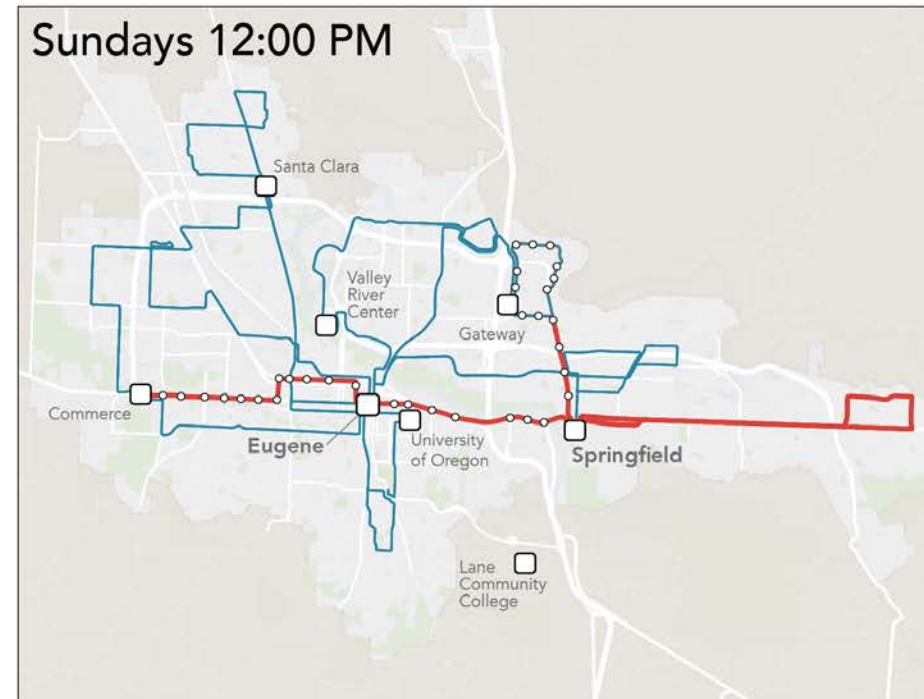 Sundays 12:00 PM
Santa Clara
Valley
River
Center
Gateway
Commerce
Eugene
University
of Oregon
Springfield
Lane
Community
College